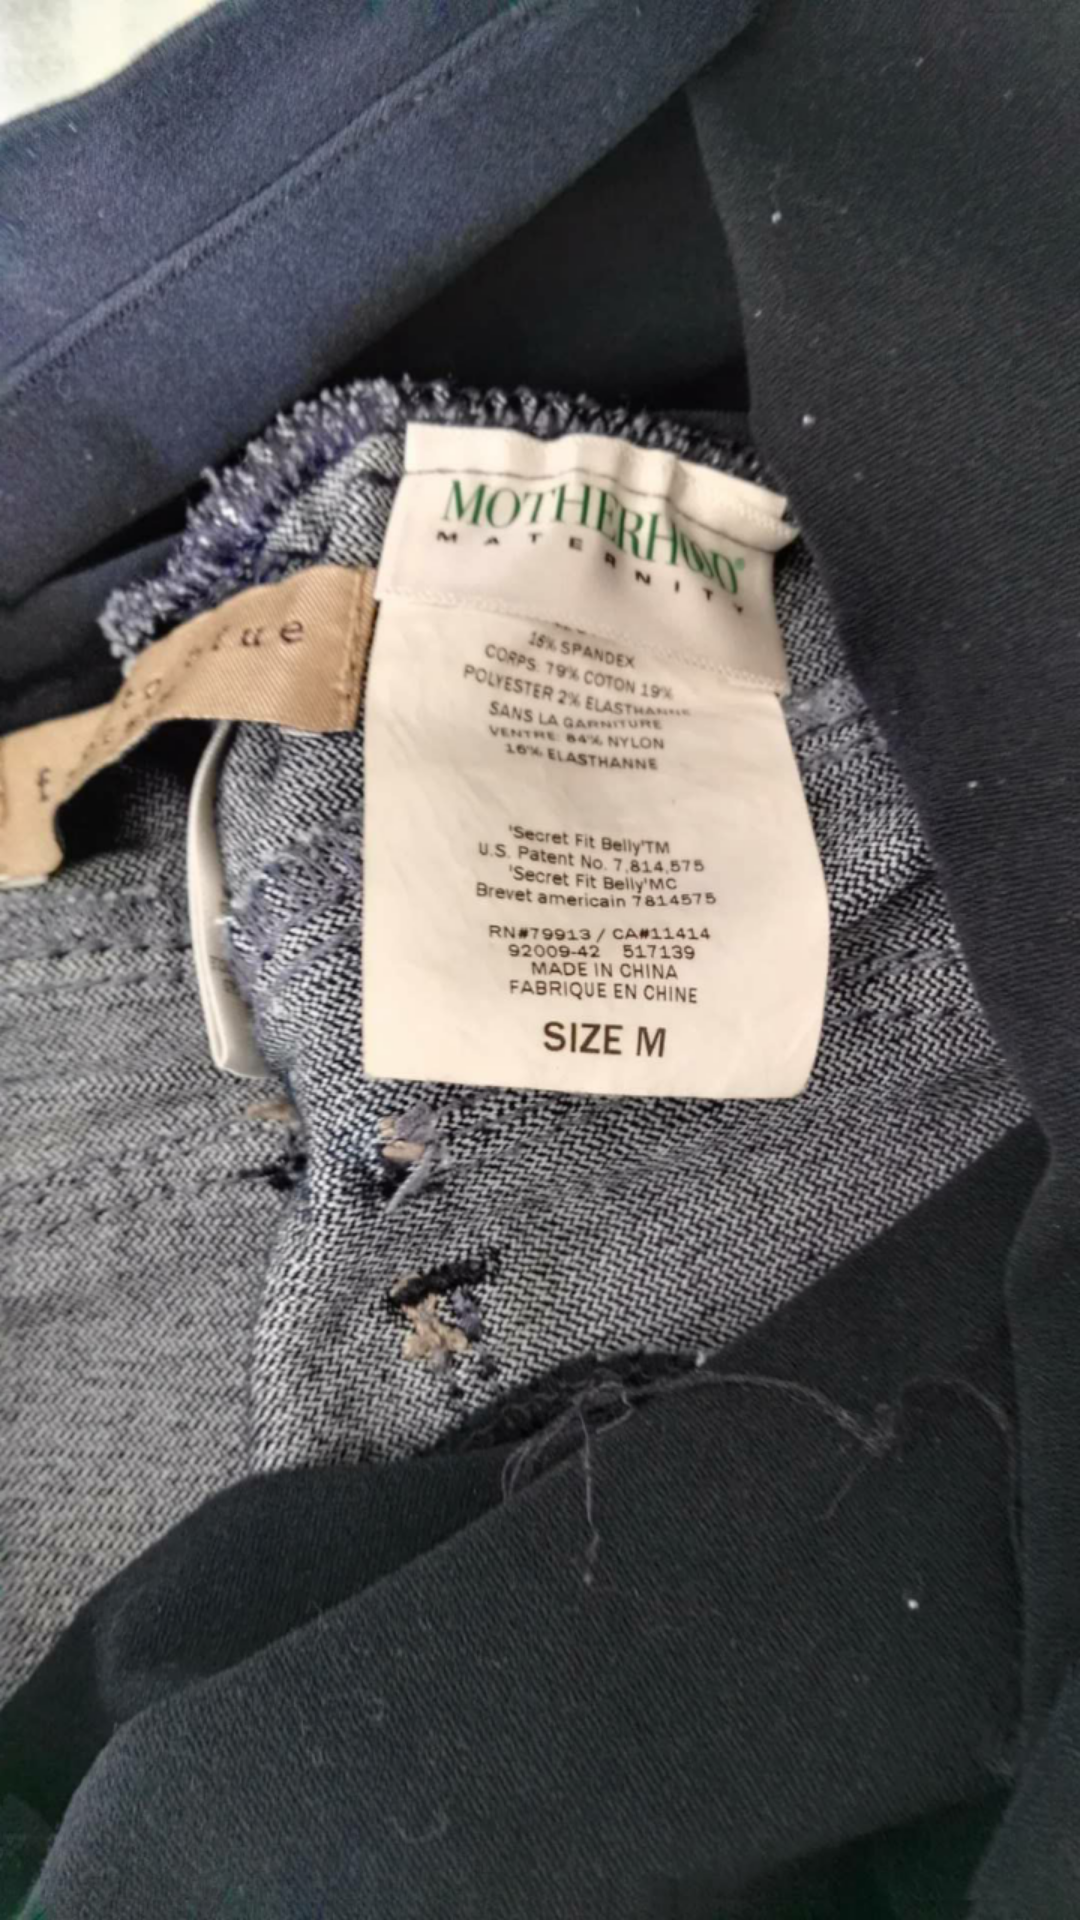 MOTHERHOOD®
MATERNITY
16% SPANDEX
CORPS: 79% COTON 19%
POLYESTER 2% ELASTHANNE
SANS LA GARNITURE
VENTRE: 84% NYLON
16% ELASTHANNE
'Secret Fit Belly'TM
U.S. Patent No. 7,814,575
'Secret Fit Belly'MC
Brevet americain 7814575
RN#79913 / CA#11414
92009-42 517139
MADE IN CHINA
FABRIQUE EN CHINE
SIZE M